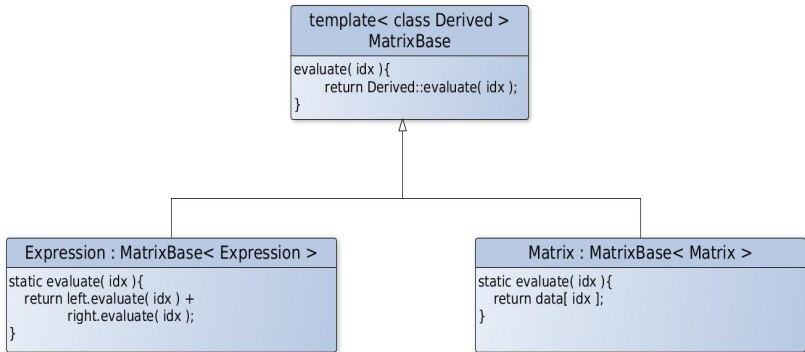 template< class Derived >
MatrixBase
evaluate( idx ){
return Derived::evaluate( idx );
}
Expression : MatrixBase< Expression >
static evaluate( idx ){
return left.evaluate( idx ) +
right.evaluate( idx );
}
Matrix : MatrixBase< Matrix >
static evaluate( idx ){
return data[ idx ];
}